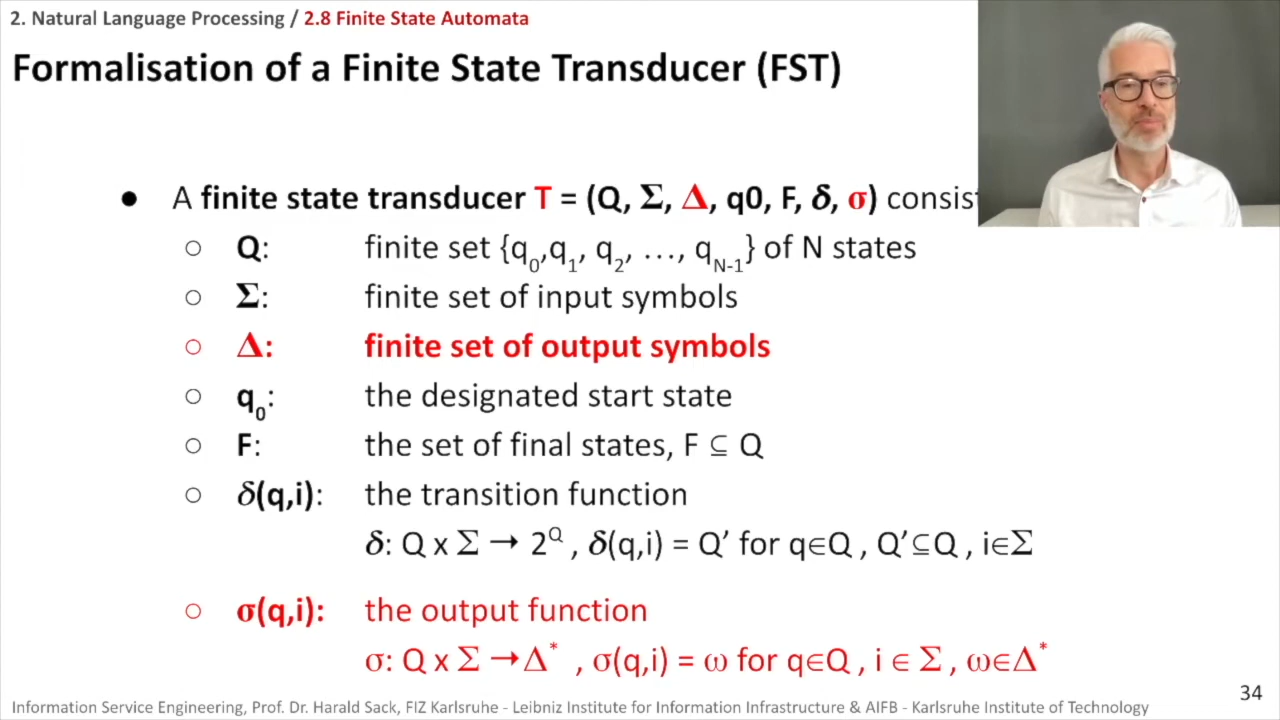 2. Natural Language Processing / 2.8 Finite State Automata
Formalisation of a Finite State Transducer (FST)
● A finite state transducer T = (Q, Σ, Δ, q0, F, δ, σ) consist
○ Q: finite set {q₀,q₁, q₂, …, q_N-1} of N states
○ Σ: finite set of input symbols
○ Δ: finite set of output symbols
○ q₀: the designated start state
○ F: the set of final states, F ⊆ Q
○ δ(q,i): the transition function
δ: Q x Σ → 2^Q , δ(q,i) = Q’ for q∈Q , Q’⊆Q , i∈Σ
○ σ(q,i): the output function
σ: Q x Σ →Δ* , σ(q,i) = ω for q∈Q , i ∈ Σ , ω∈Δ*
Information Service Engineering, Prof. Dr. Harald Sack, FIZ Karlsruhe - Leibniz Institute for Information Infrastructure & AIFB - Karlsruhe Institute of Technology
34